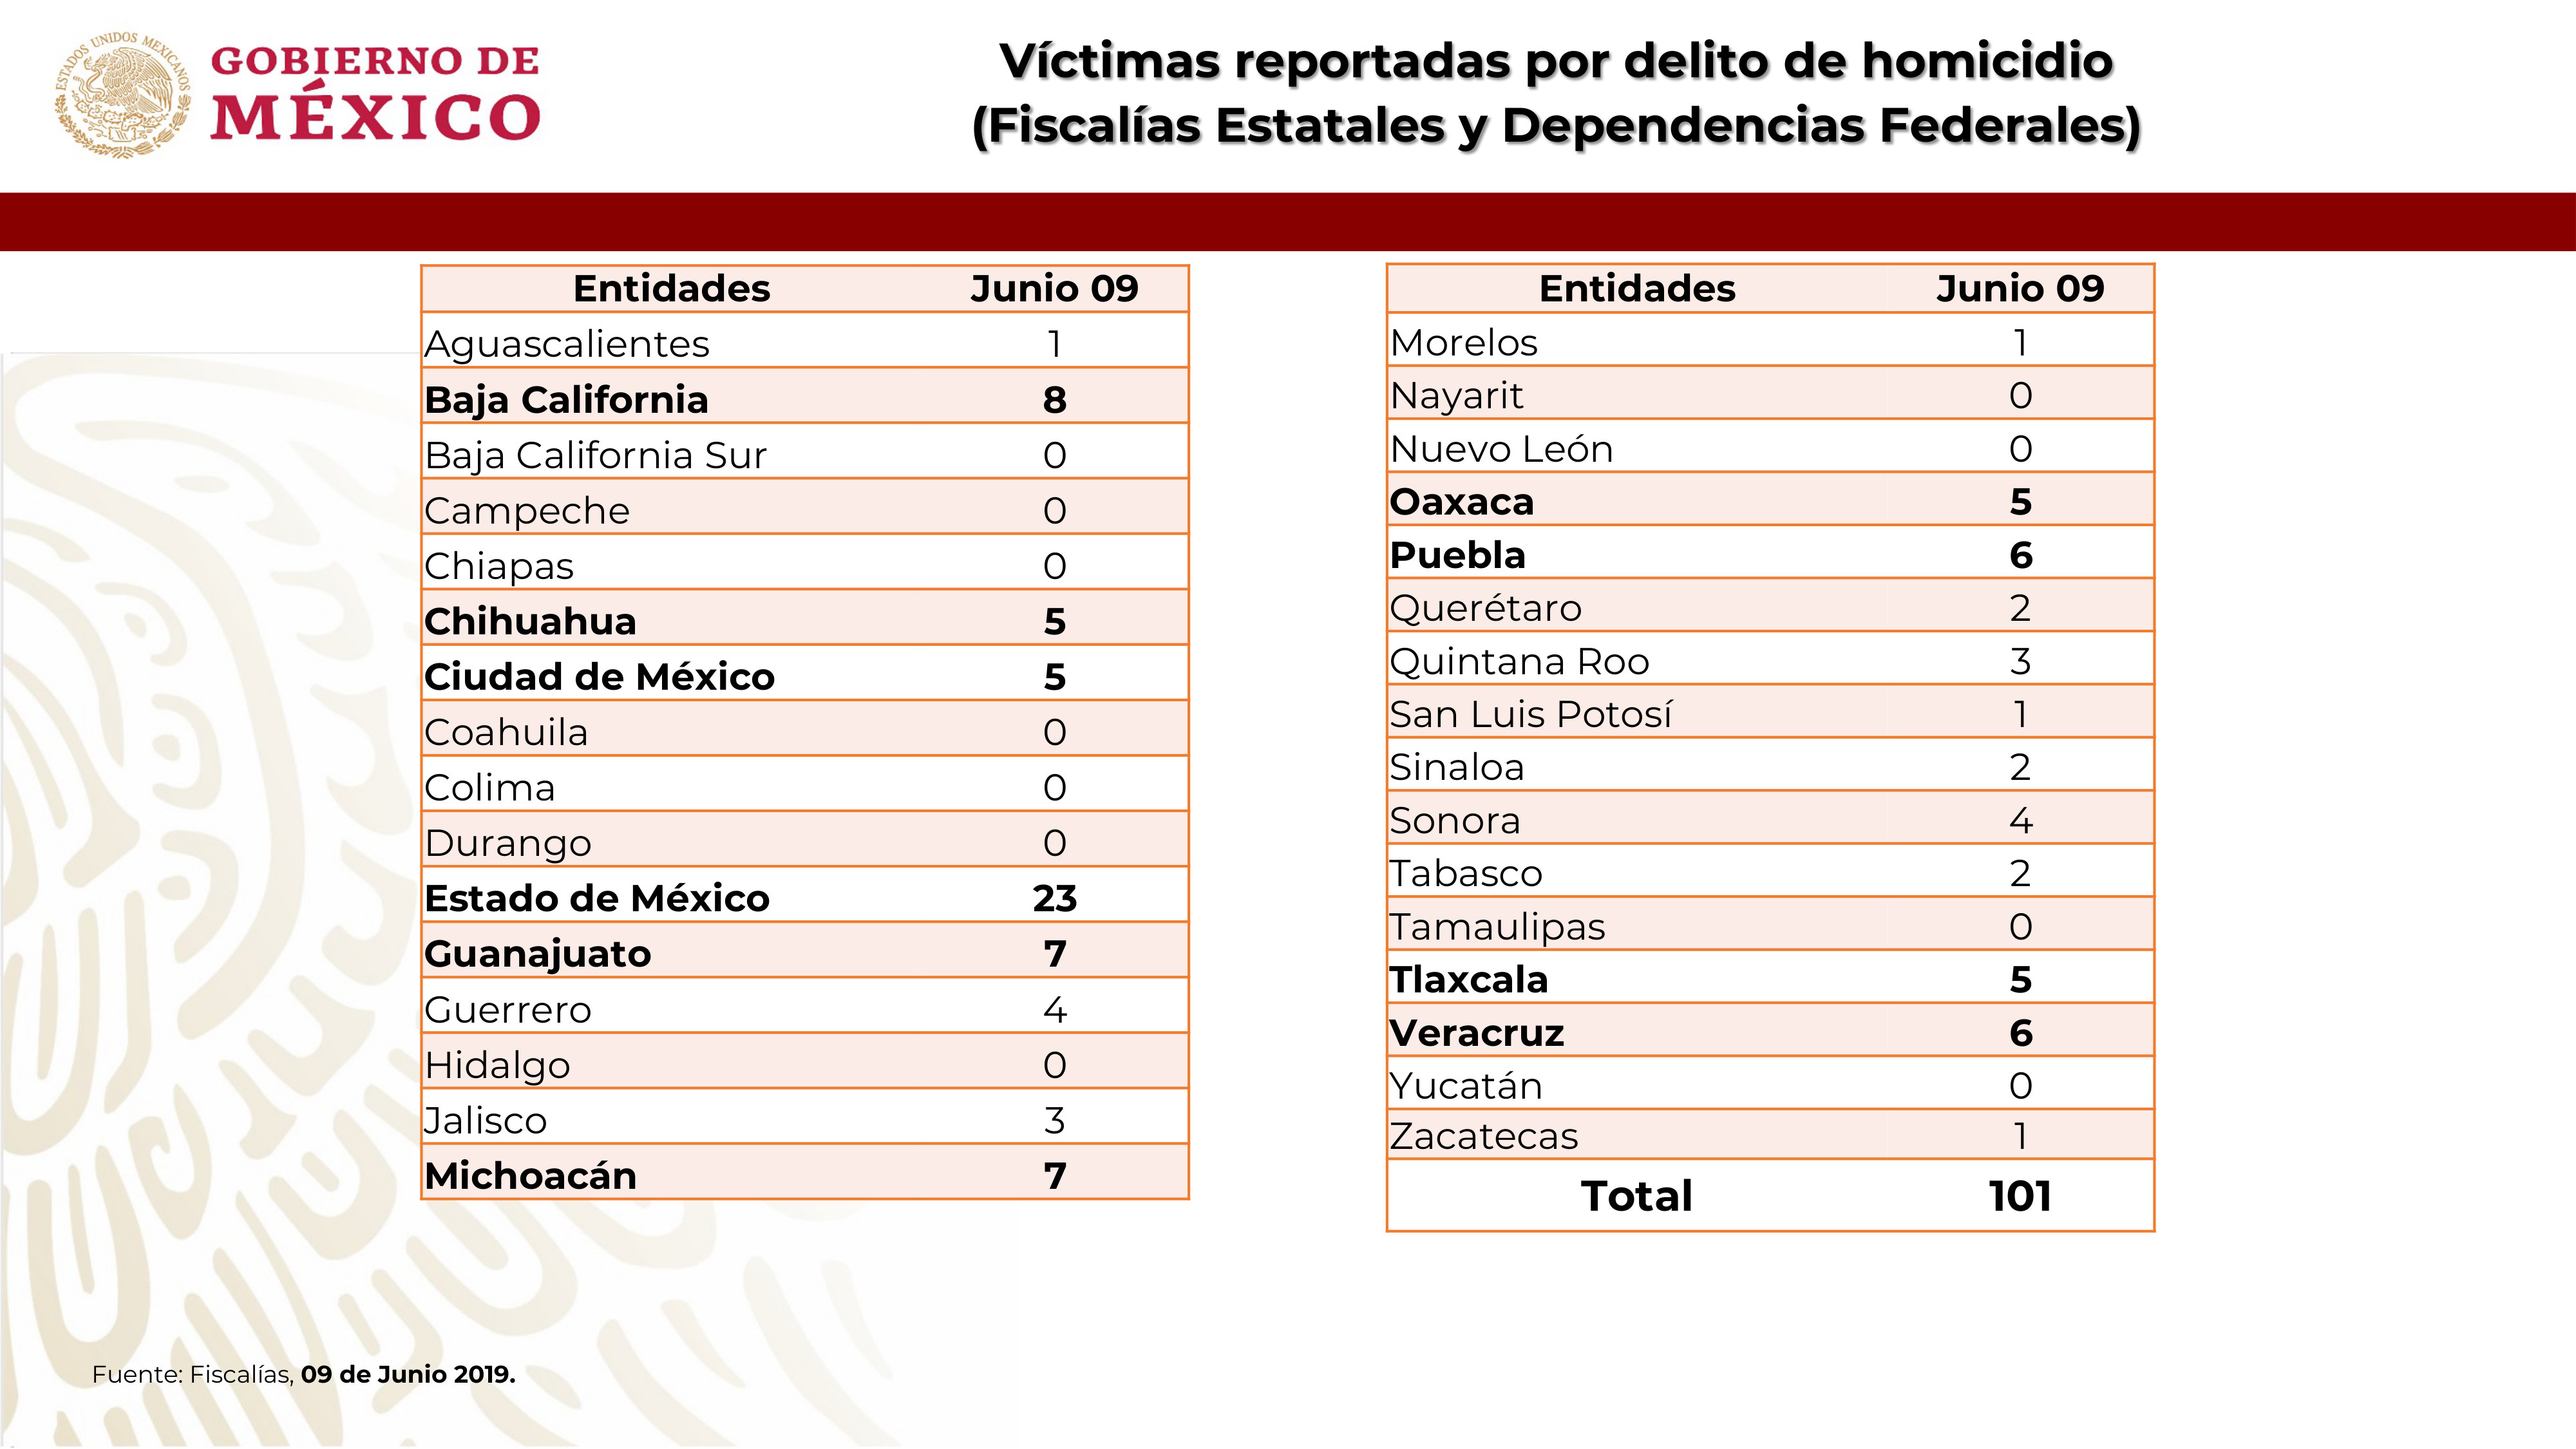 ESTADOS UNIDOS MEXICANOS
GOBIERNO DE
MÉXICO
Víctimas reportadas por delito de homicidio
(Fiscalías Estatales y Dependencias Federales)
Entidades Junio 09
Aguascalientes 1
Baja California 8
Baja California Sur 0
Campeche 0
Chiapas 0
Chihuahua 5
Ciudad de México 5
Coahuila 0
Colima 0
Durango 0
Estado de México 23
Guanajuato 7
Guerrero 4
Hidalgo 0
Jalisco 3
Michoacán 7
Entidades Junio 09
Morelos 1
Nayarit 0
Nuevo León 0
Oaxaca 5
Puebla 6
Querétaro 2
Quintana Roo 3
San Luis Potosí 1
Sinaloa 2
Sonora 4
Tabasco 2
Tamaulipas 0
Tlaxcala 5
Veracruz 6
Yucatán 0
Zacatecas 1
Total 101
Fuente: Fiscalías, 09 de Junio 2019.